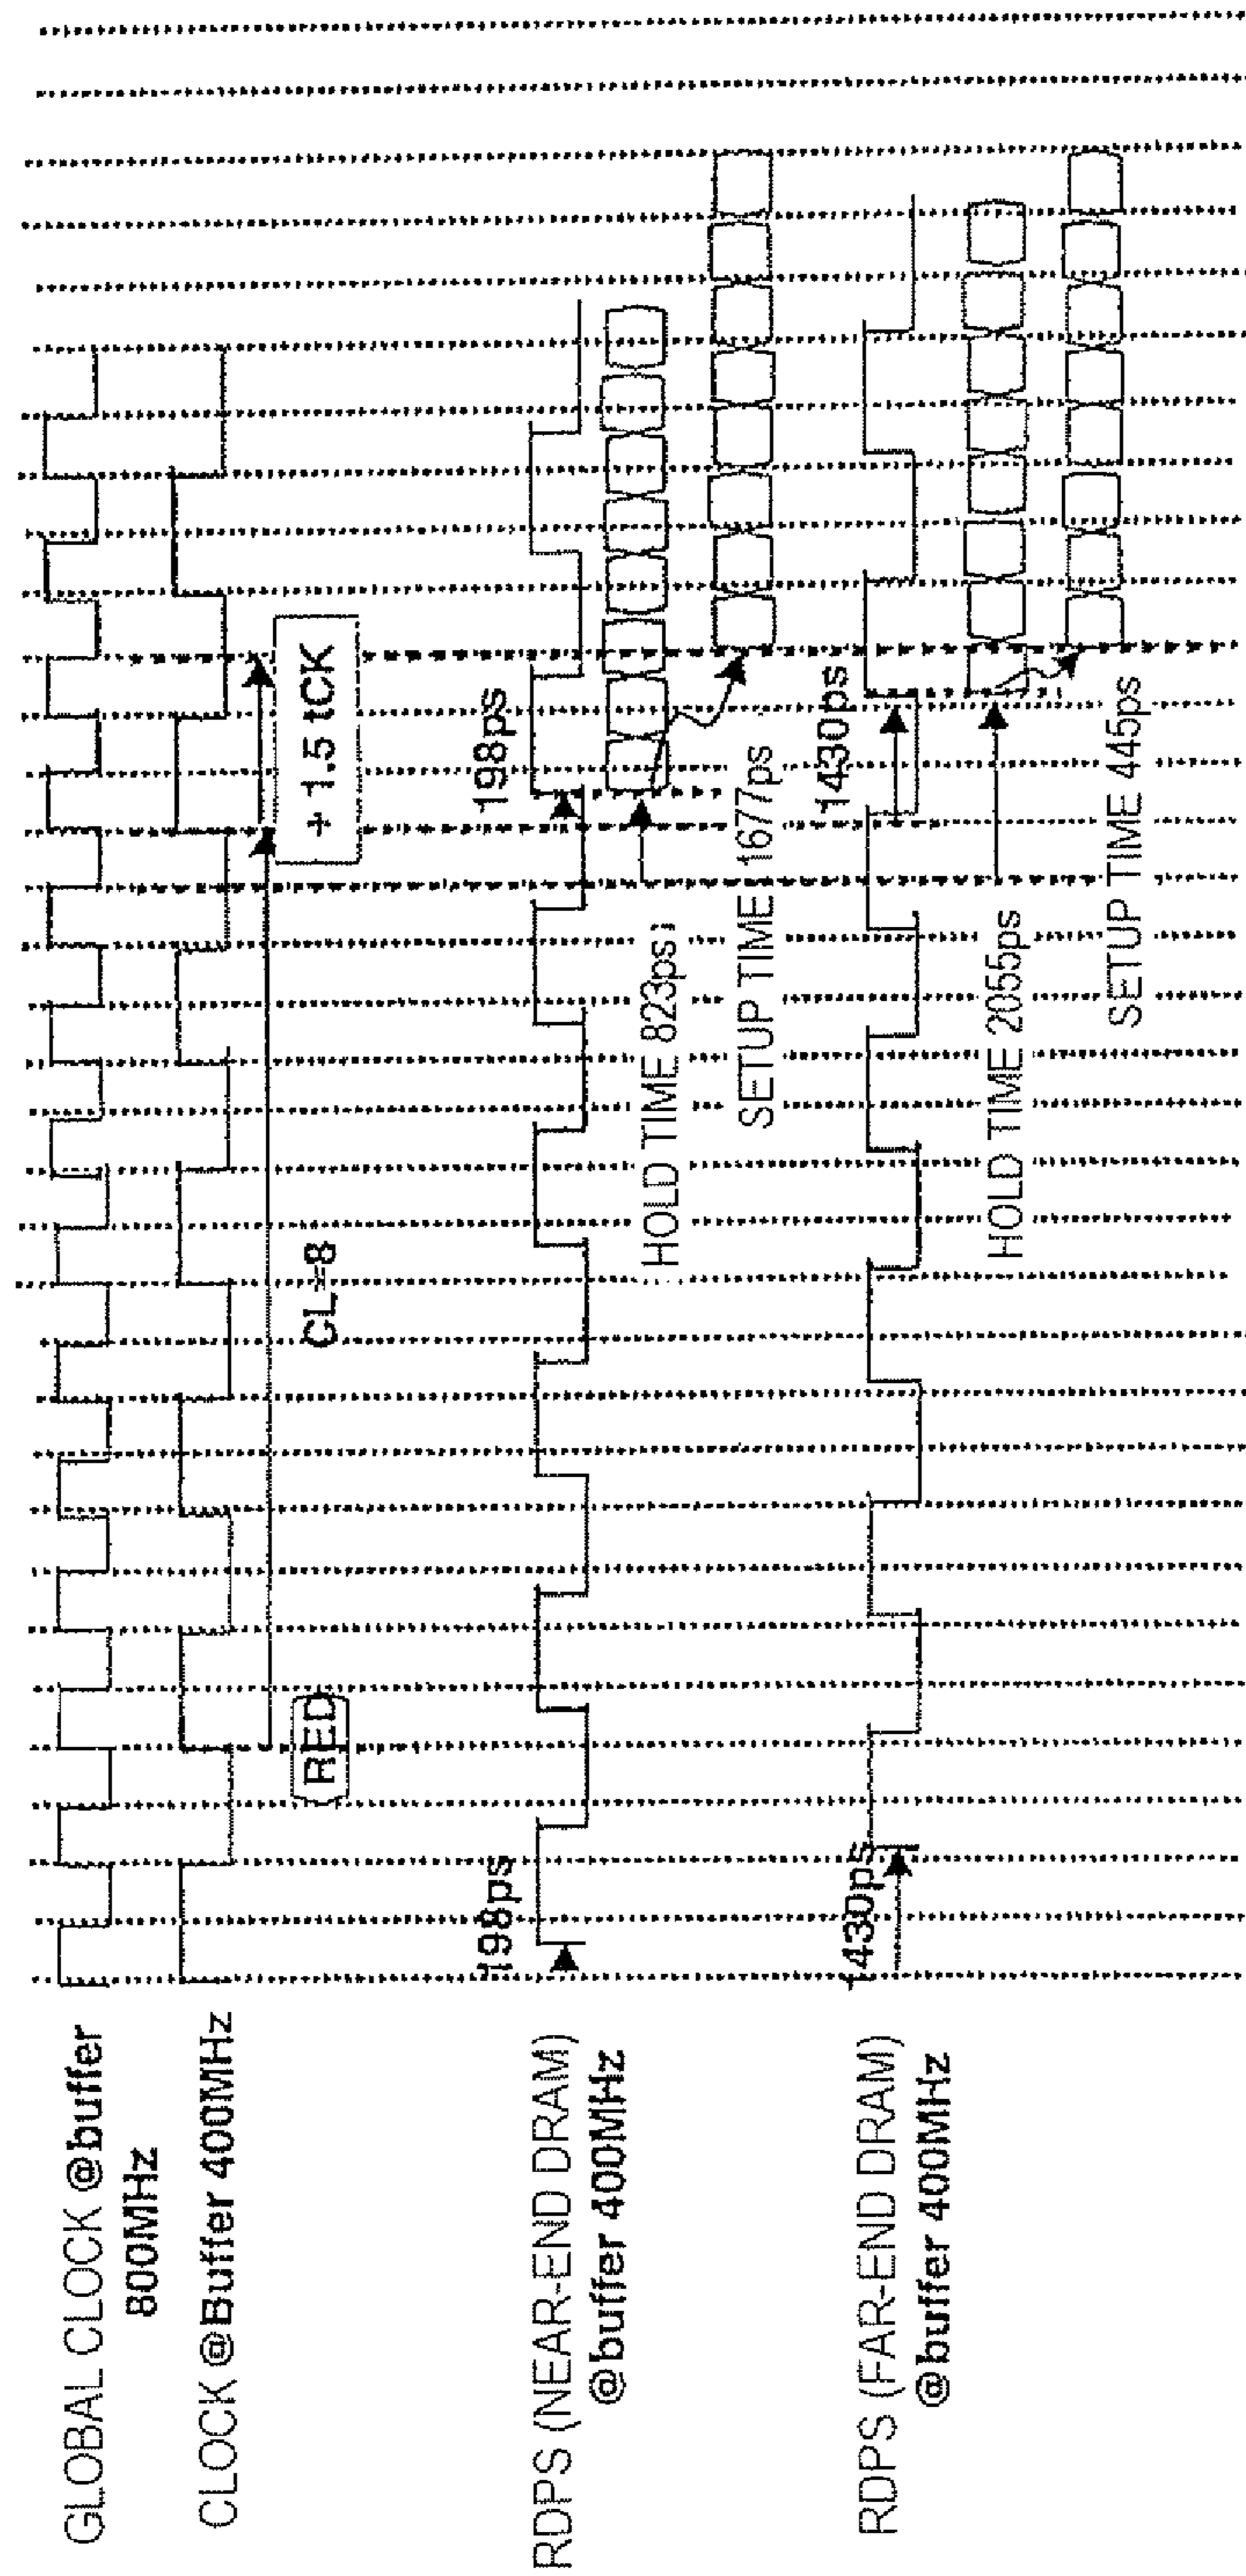 GLOBAL CLOCK @buffer
800MHz
CLOCK @Buffer 400MHz
RED
CL=8
+ 1.5 tCK
RDPS (NEAR-END DRAM)
@buffer 400MHz
198ps
198ps
HOLD TIME 823ps
SETUP TIME 1677ps
RDPS (FAR-END DRAM)
@buffer 400MHz
1430ps
1430ps
HOLD TIME 2055ps
SETUP TIME 445ps